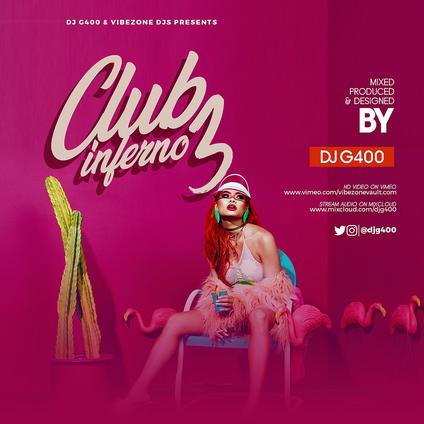 DJ G400 & VIBEZONE DJS PRESENTS
Club 3
inferno
MIXED
PRODUCED
& DESIGNED
BY
DJ G400
HD VIDEO ON VIMEO
www.vimeo.com/vibezonevault.com
STREAM AUDIO ON MIXCLOUD
www.mixcloud.com/djg400
@djg400